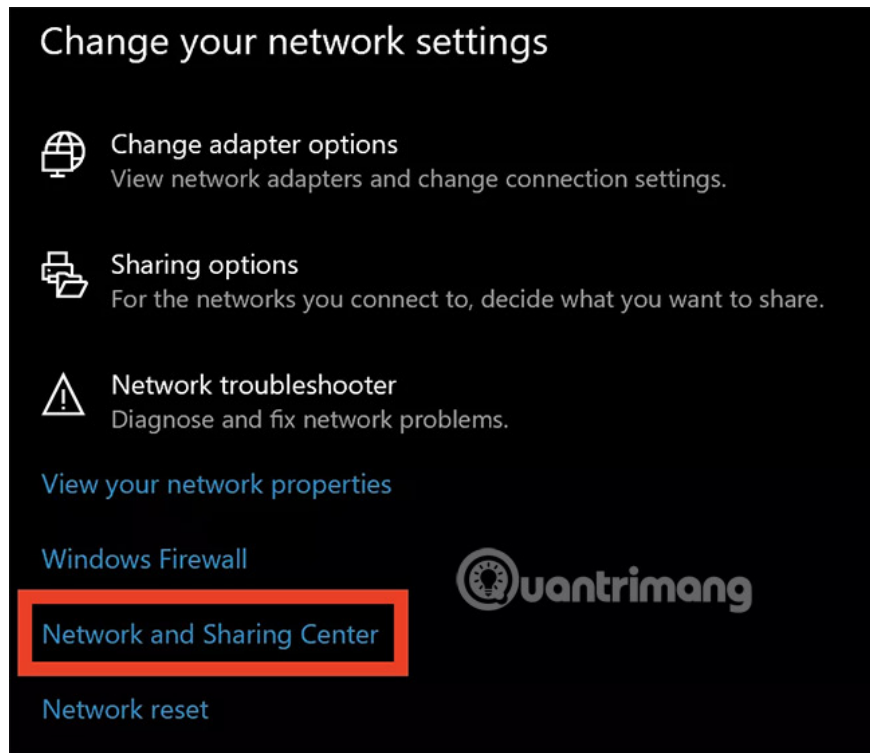 Change your network settings
Change adapter options
View network adapters and change connection settings.
Sharing options
For the networks you connect to, decide what you want to share.
Network troubleshooter
Diagnose and fix network problems.
View your network properties
Windows Firewall
Quantrimang
Network and Sharing Center
Network reset